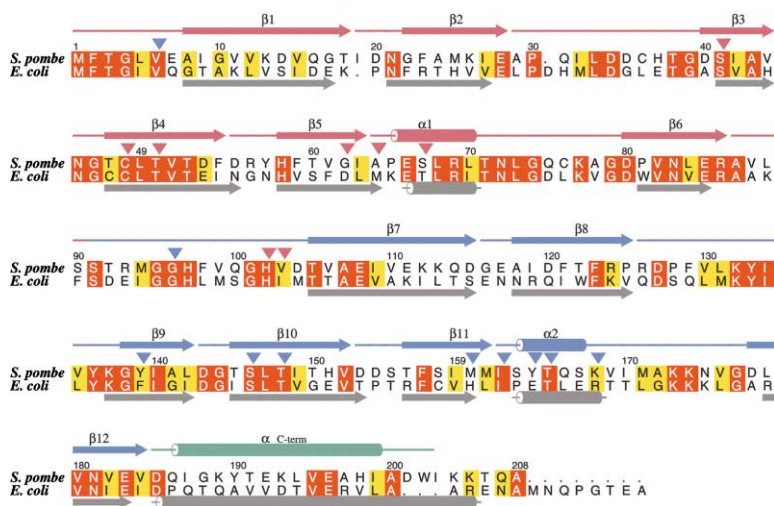 β1 β2 β3
1 10 20 30 40
S. pombe MFTGLVEAIGVVKDVQGTIDNGFAMKIEAP.QILDDCHTGDSIAV
E. coli MFTGIVQGTAKLVSIDEK.PNFRTHVVELPDHMLDGLETGASVAH
β4 β5 α1 β6
49 60 70 80
S. pombe NGTCLTVTDFDRYHFTVGIAPESLRLTNLGQCKAGDPVNLERAVL
E. coli NGCCLTVTEINGNHVSFDLMKETLRITNLGDLKVGDWVNVERAAK
β7 β8
90 100 110 120 130
S. pombe SSTRMGGHFVQGHVDTVAEIVEKKQDGEAIDFTFRPRDPFVLKYI
E. coli FSDEIGGHLMSGHIMTTAEVAKILTSENNRQIWFKVQDSQLMKYI
β9 β10 β11 α2
140 150 159 170
S. pombe VYKGYIALDGTSLTITHVDDSTFSIMMISYTQSKVIMAKKNVGDL
E. coli LYKGFIGIDGISLTVGEVTPTRFCVHLIPETLERTTLGKKKLGAR
β12 α C-term
180 190 200 208
S. pombe VNVEVDQIGKYTEKLVEAHIADWIKKTQA........
E. coli VNIEIDPQTQAVVDTVERVLA...ARENAMNQPGTEA